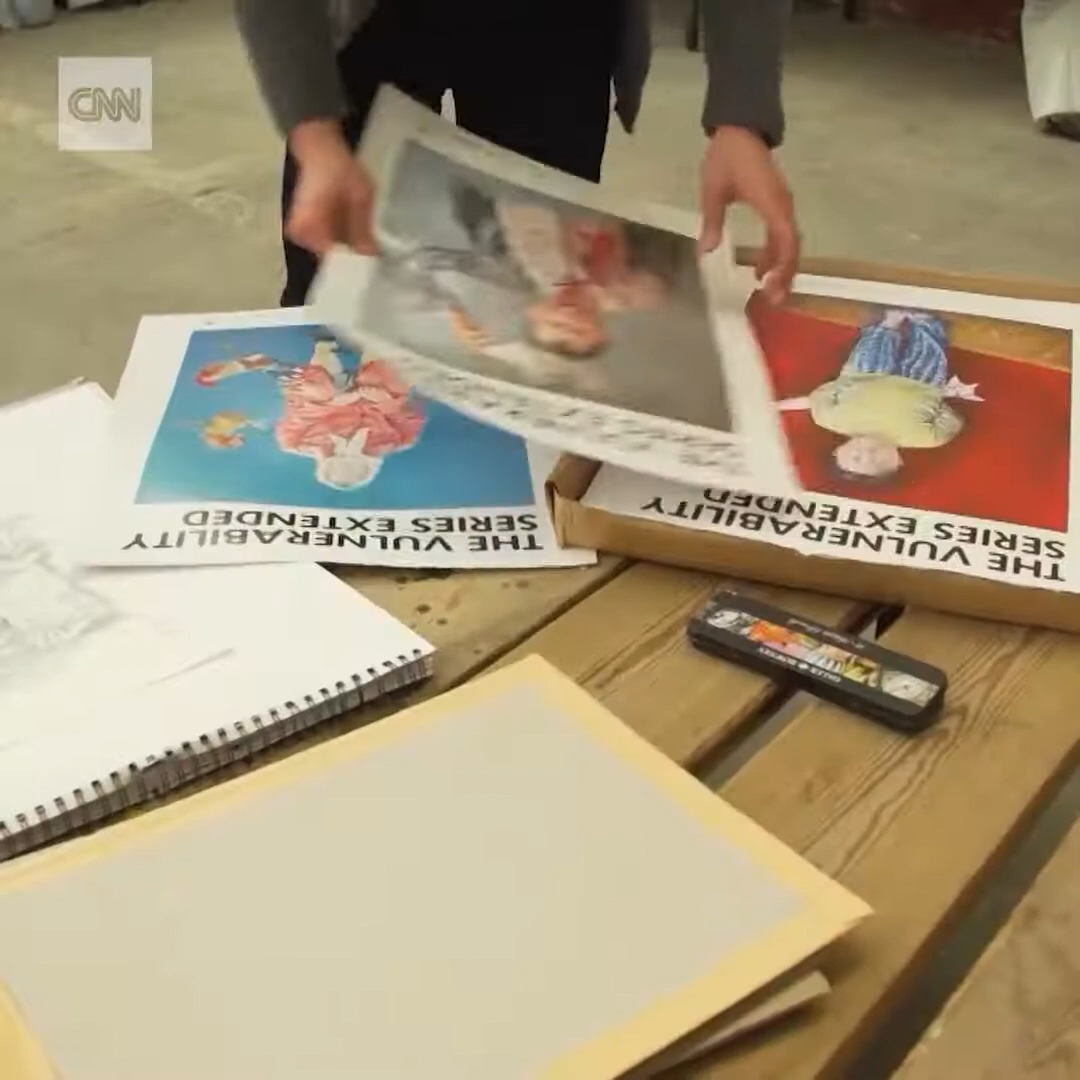 CNN
THE VULNERABILITY
SERIES EXTENDED
THE VULNERABILITY
SERIES EXTENDED